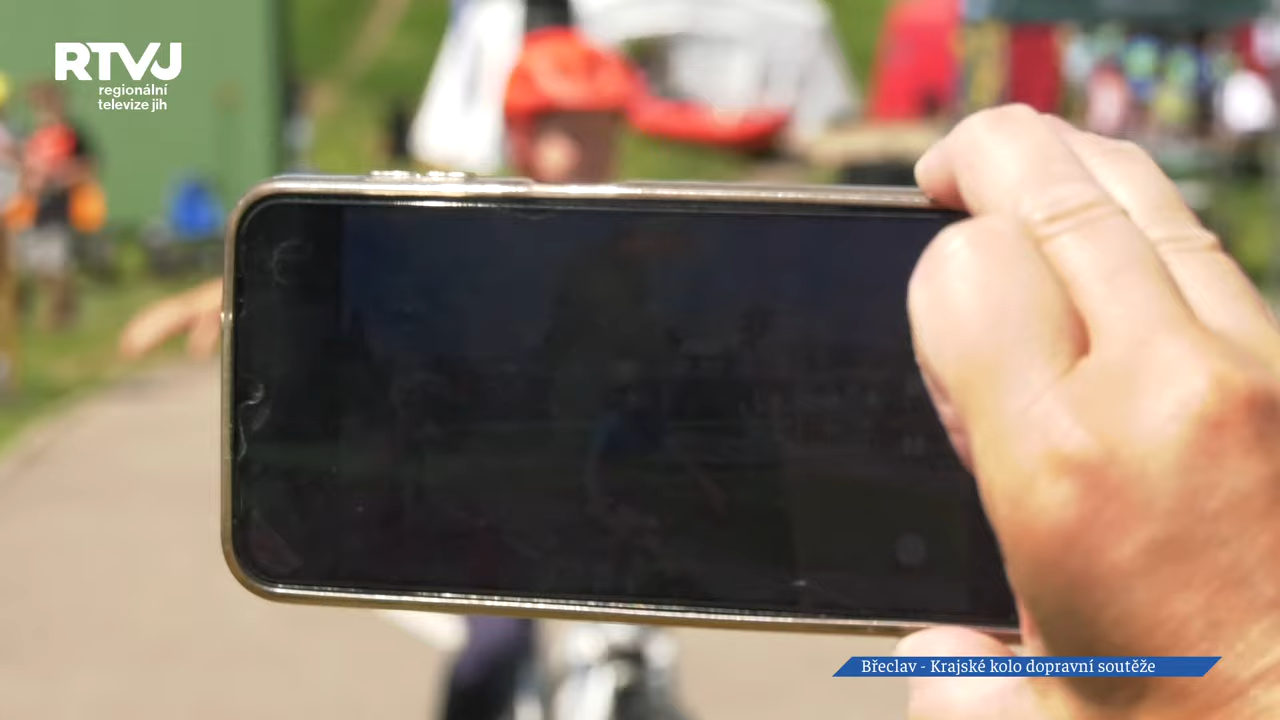 RTVJ
regionální
televize jih
Břeclav - Krajské kolo dopravní soutěže